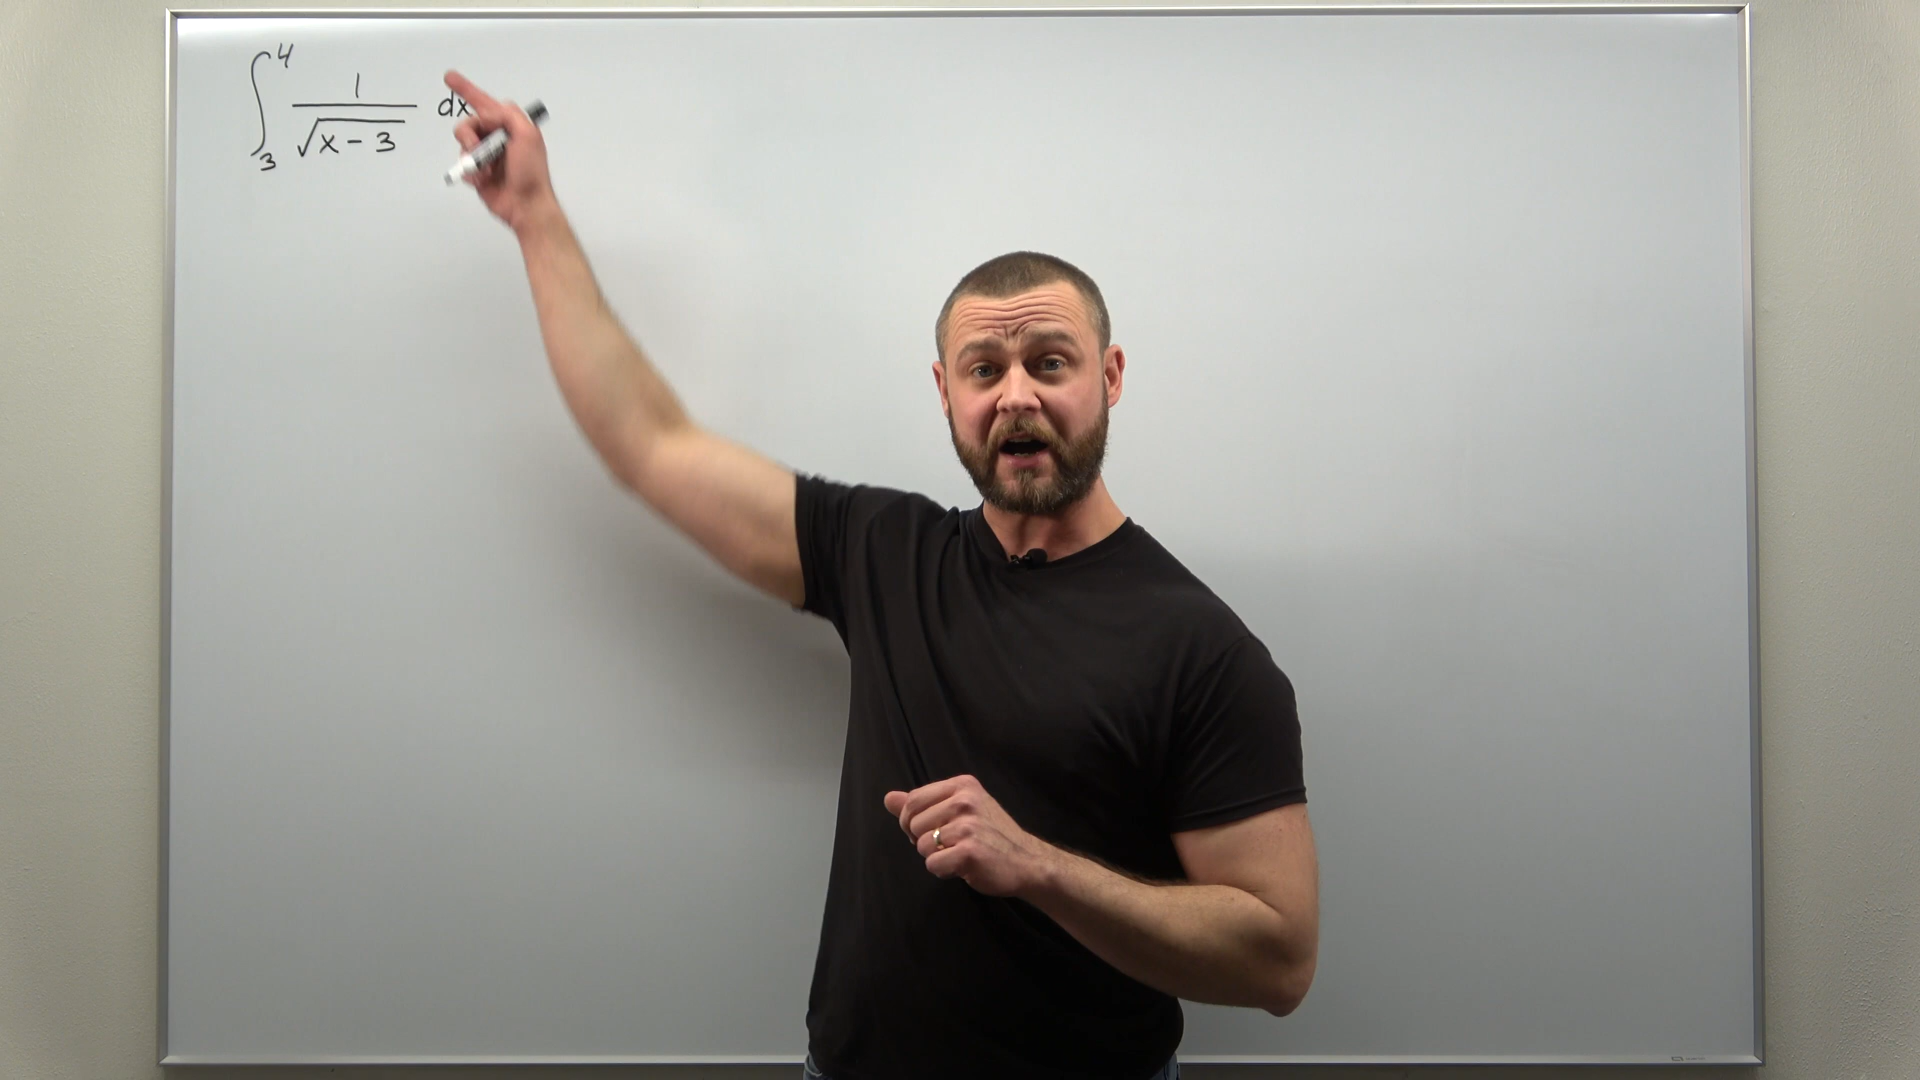 ∫₃⁴ 1/√(x-3) dx